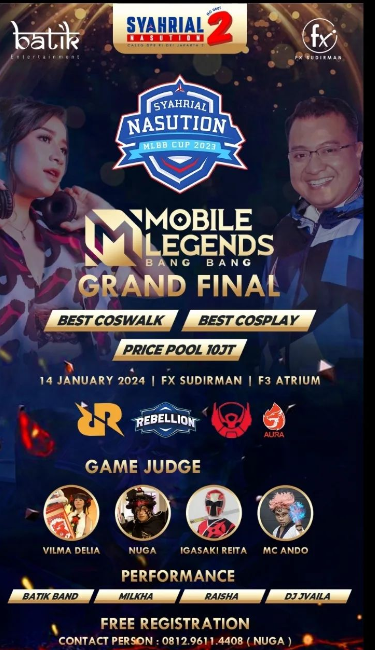 batik
Entertainment
SYAHRIAL
NASUTION
2
fx
FX SUDIRMAN
SYAHRIAL
NASUTION
MLBB CUP 2023
MOBILE
LEGENDS
BANG BANG
GRAND FINAL
BEST COSWALK
BEST COSPLAY
PRICE POOL 10JT
14 JANUARY 2024 | FX SUDIRMAN | F3 ATRIUM
RRQ
REBELLION
AURA
GAME JUDGE
VILMA DELIA
NUGA
IGASAKI REITA
MC ANDO
PERFORMANCE
BATIK BAND
MILKHA
RAISHA
DJ JVAILA
FREE REGISTRATION
CONTACT PERSON : 0812.9611.4408 ( NUGA )